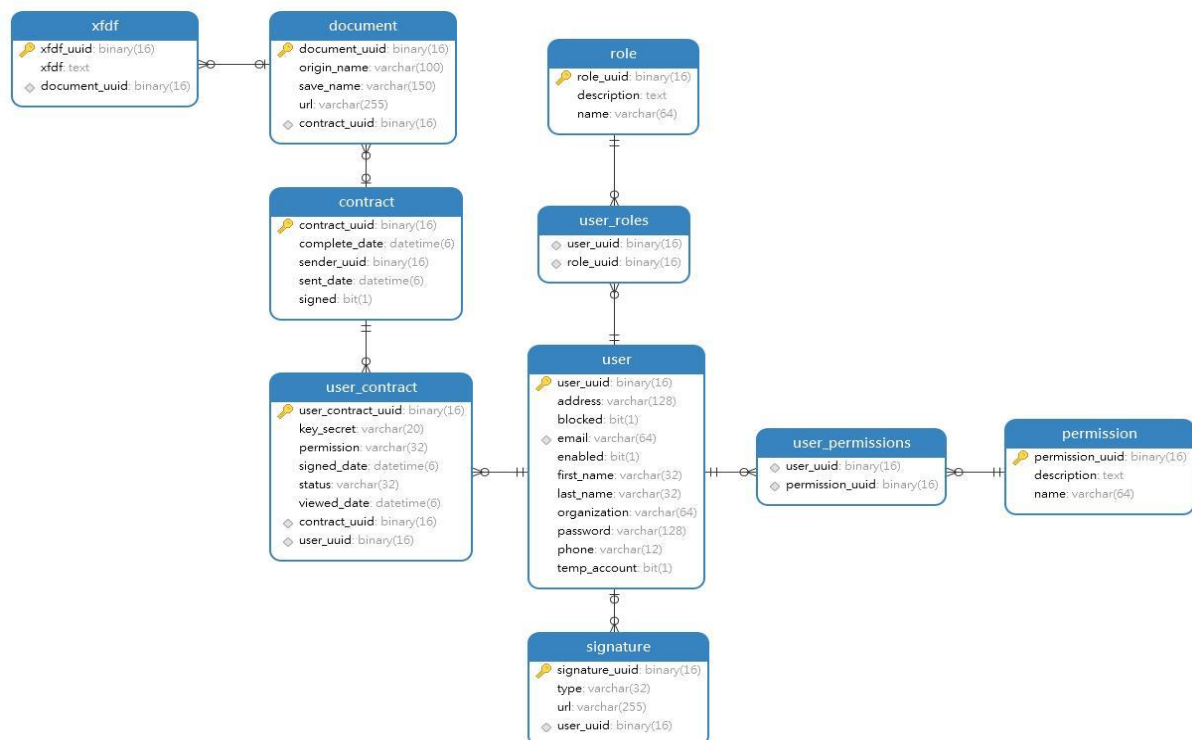 xfdf
xfdf_uuid: binary(16)
xfdf: text
document_uuid: binary(16)
document
document_uuid: binary(16)
origin_name: varchar(100)
save_name: varchar(150)
url: varchar(255)
contract_uuid: binary(16)
role
role_uuid: binary(16)
description: text
name: varchar(64)
contract
contract_uuid: binary(16)
complete_date: datetime(6)
sender_uuid: binary(16)
sent_date: datetime(6)
signed: bit(1)
user_roles
user_uuid: binary(16)
role_uuid: binary(16)
user_contract
user_contract_uuid: binary(16)
key_secret: varchar(20)
permission: varchar(32)
signed_date: datetime(6)
status: varchar(32)
viewed_date: datetime(6)
contract_uuid: binary(16)
user_uuid: binary(16)
user
user_uuid: binary(16)
address: varchar(128)
blocked: bit(1)
email: varchar(64)
enabled: bit(1)
first_name: varchar(32)
last_name: varchar(32)
organization: varchar(64)
password: varchar(128)
phone: varchar(12)
temp_account: bit(1)
user_permissions
user_uuid: binary(16)
permission_uuid: binary(16)
permission
permission_uuid: binary(16)
description: text
name: varchar(64)
signature
signature_uuid: binary(16)
type: varchar(32)
url: varchar(255)
user_uuid: binary(16)